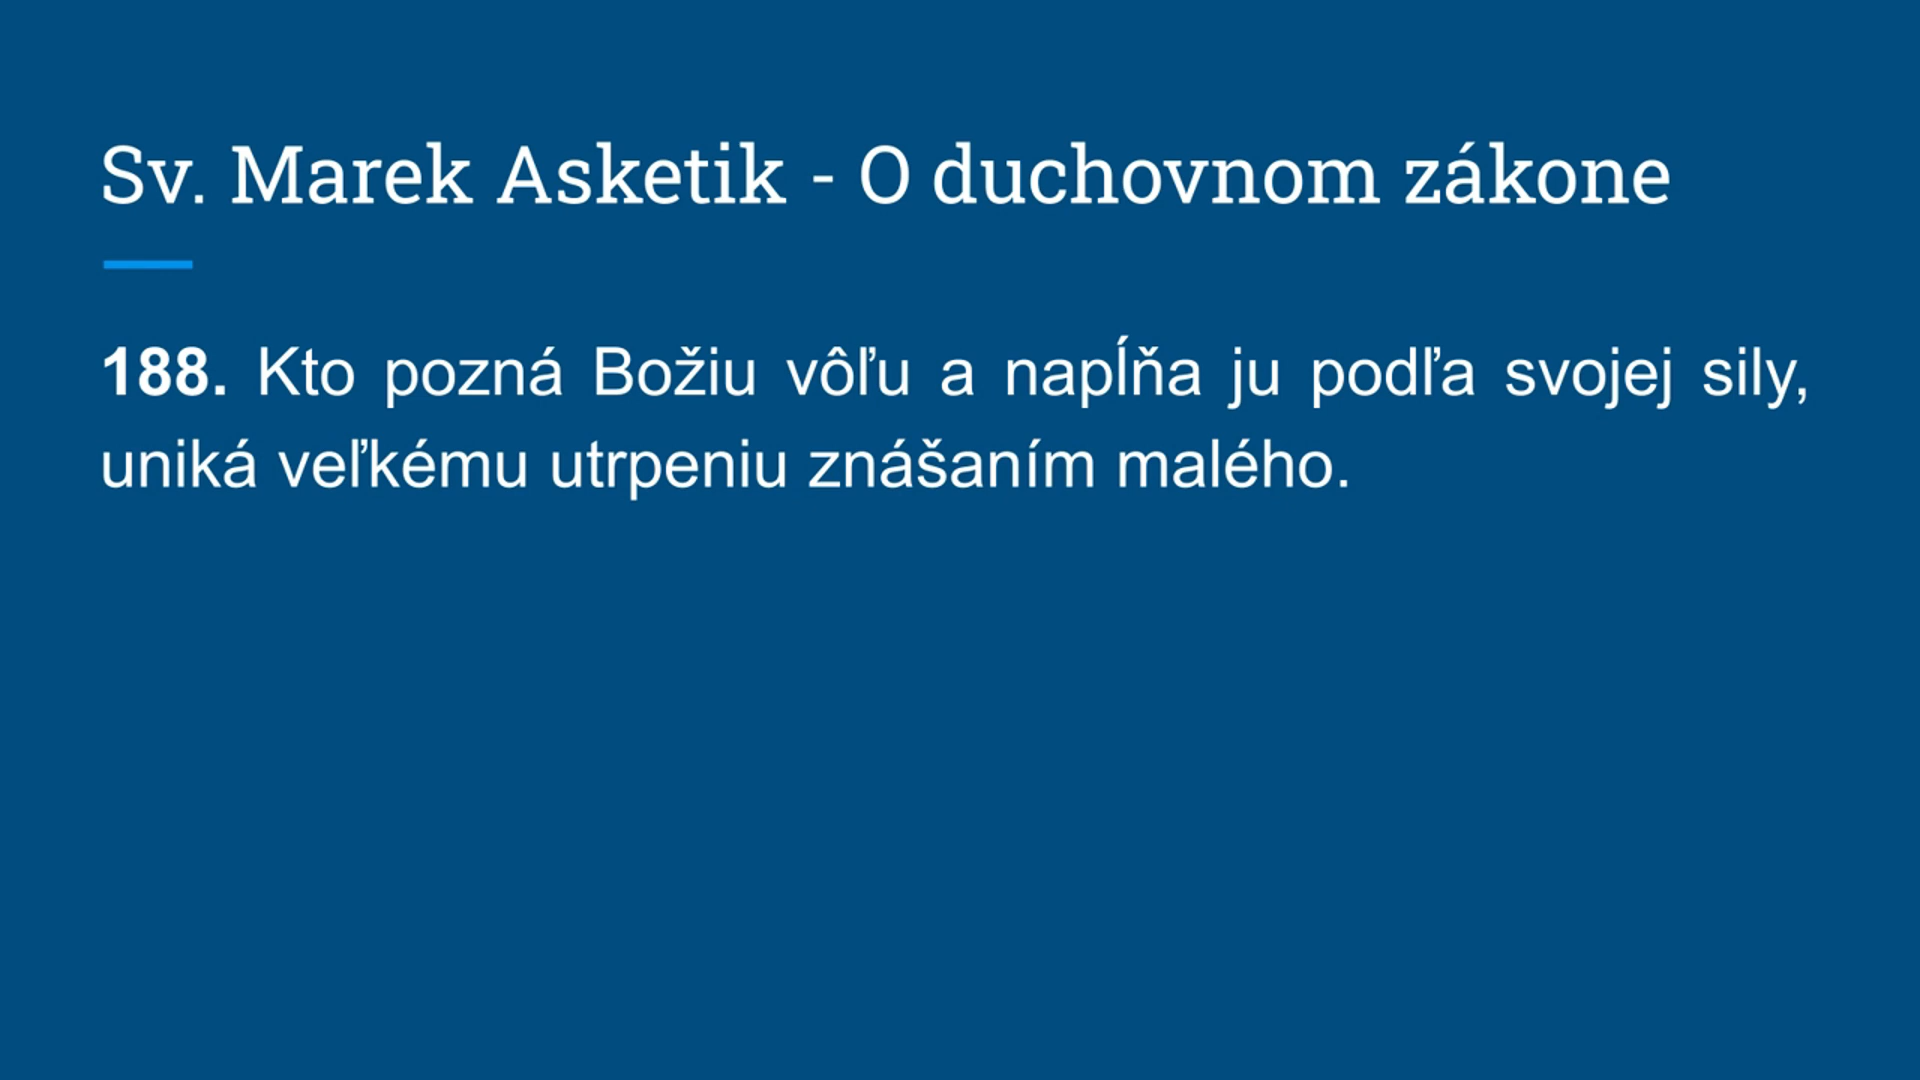 Sv. Marek Asketik - O duchovnom zákone
188. Kto pozná Božiu vôľu a napĺňa ju podľa svojej sily,
uniká veľkému utrpeniu znášaním malého.